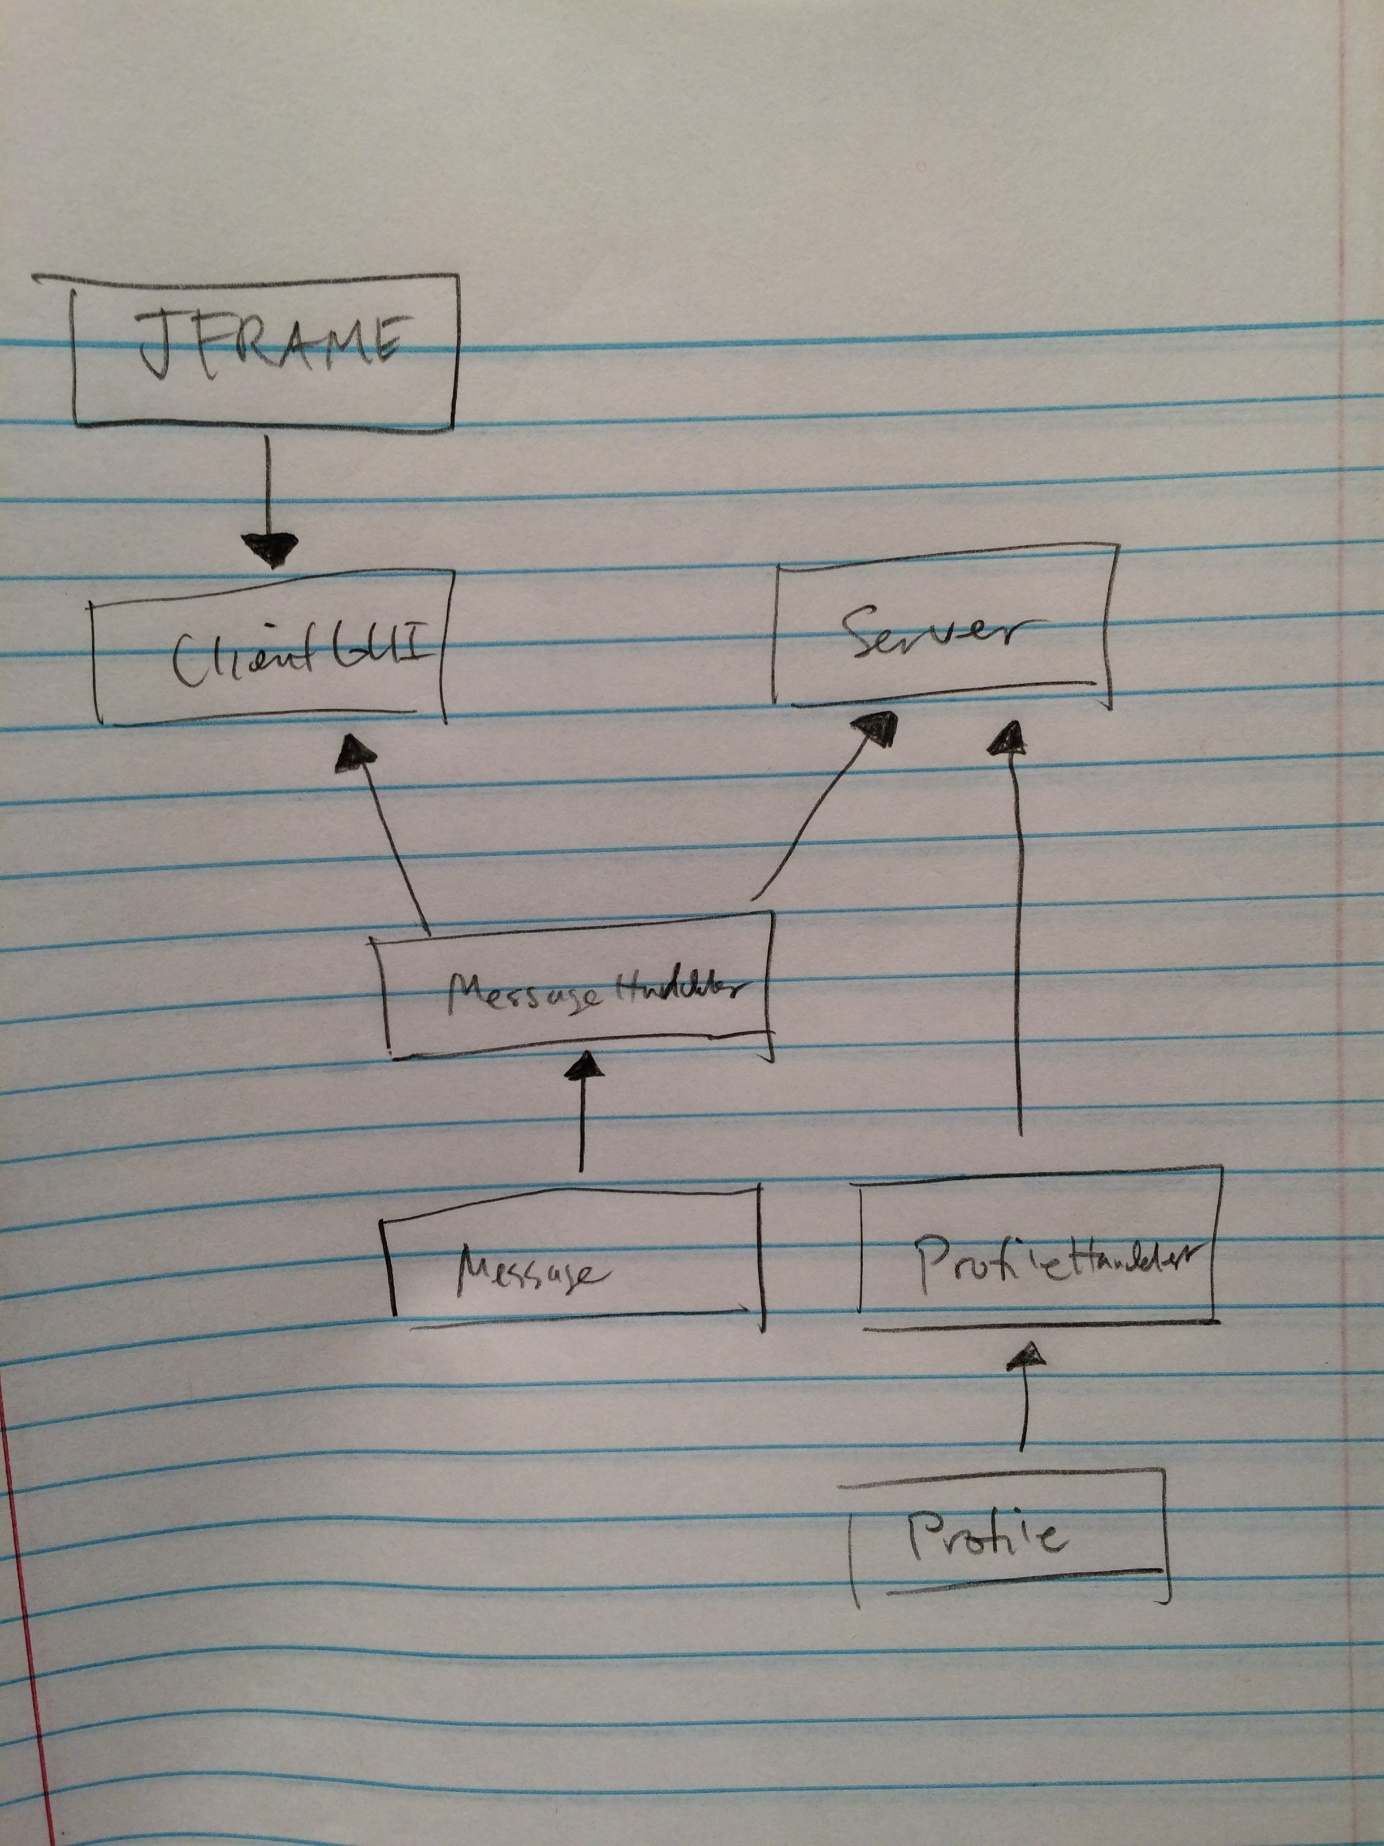 JFRAME
ClientGUI
Server
MessageHandler
Message
ProfileHandler
Profile